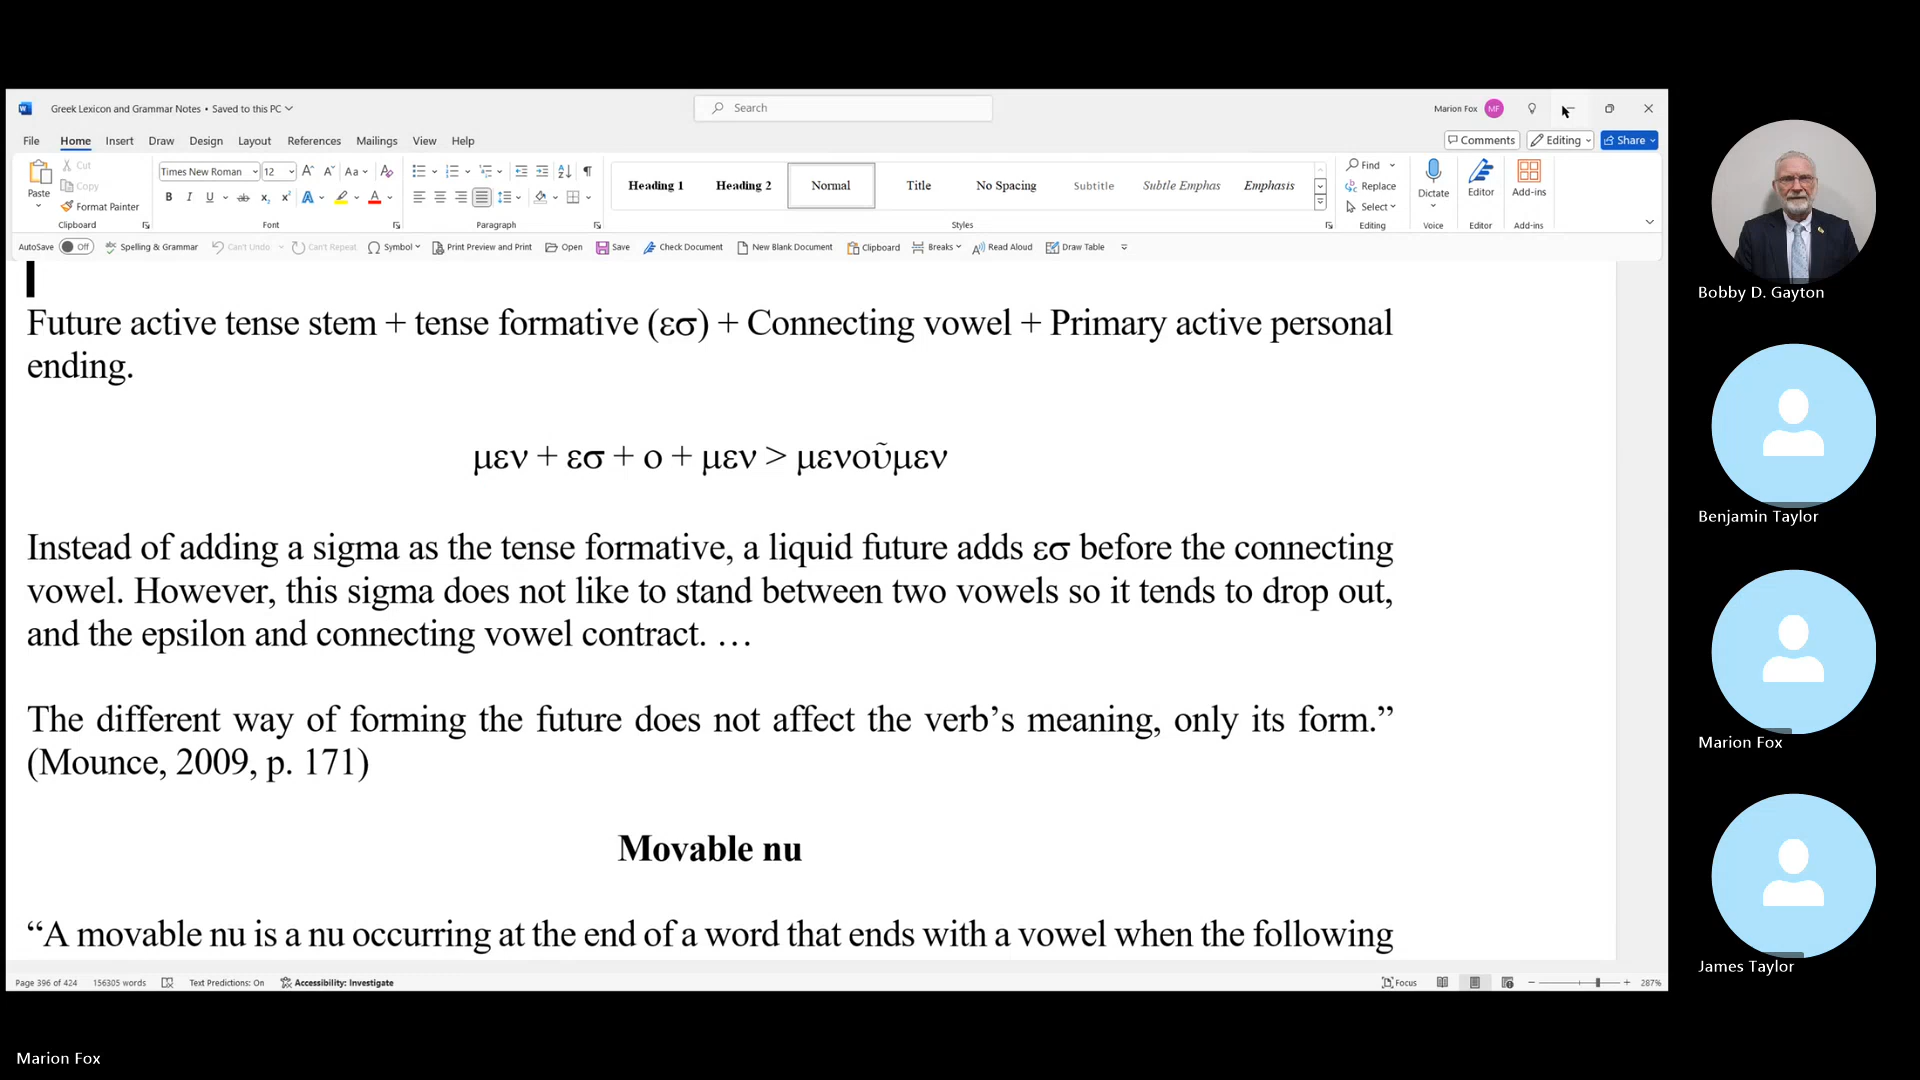 Greek Lexicon and Grammar Notes • Saved to this PC
Search
Marion Fox MF
File Home Insert Draw Design Layout References Mailings View Help
Comments Editing Share
Paste
Cut
Copy
Format Painter
Times New Roman 12
Heading 1 Heading 2 Normal Title No Spacing Subtitle Subtle Emphas Emphasis
Find
Replace
Select
Dictate
Editor
Add-ins
Clipboard Font Paragraph Styles Editing Voice Editor Add-ins
AutoSave Off Spelling & Grammar Can't Undo Can't Repeat Symbol Print Preview and Print Open Save Check Document New Blank Document Clipboard Breaks Read Aloud Draw Table
Future active tense stem + tense formative (εσ) + Connecting vowel + Primary active personal
ending.
μεν + εσ + ο + μεν > μενοῦμεν
Instead of adding a sigma as the tense formative, a liquid future adds εσ before the connecting
vowel. However, this sigma does not like to stand between two vowels so it tends to drop out,
and the epsilon and connecting vowel contract. …
The different way of forming the future does not affect the verb’s meaning, only its form.”
(Mounce, 2009, p. 171)
Movable nu
“A movable nu is a nu occurring at the end of a word that ends with a vowel when the following
Page 396 of 424 156305 words Text Predictions: On Accessibility: Investigate Focus 287%
Bobby D. Gayton
Benjamin Taylor
Marion Fox
James Taylor
Marion Fox